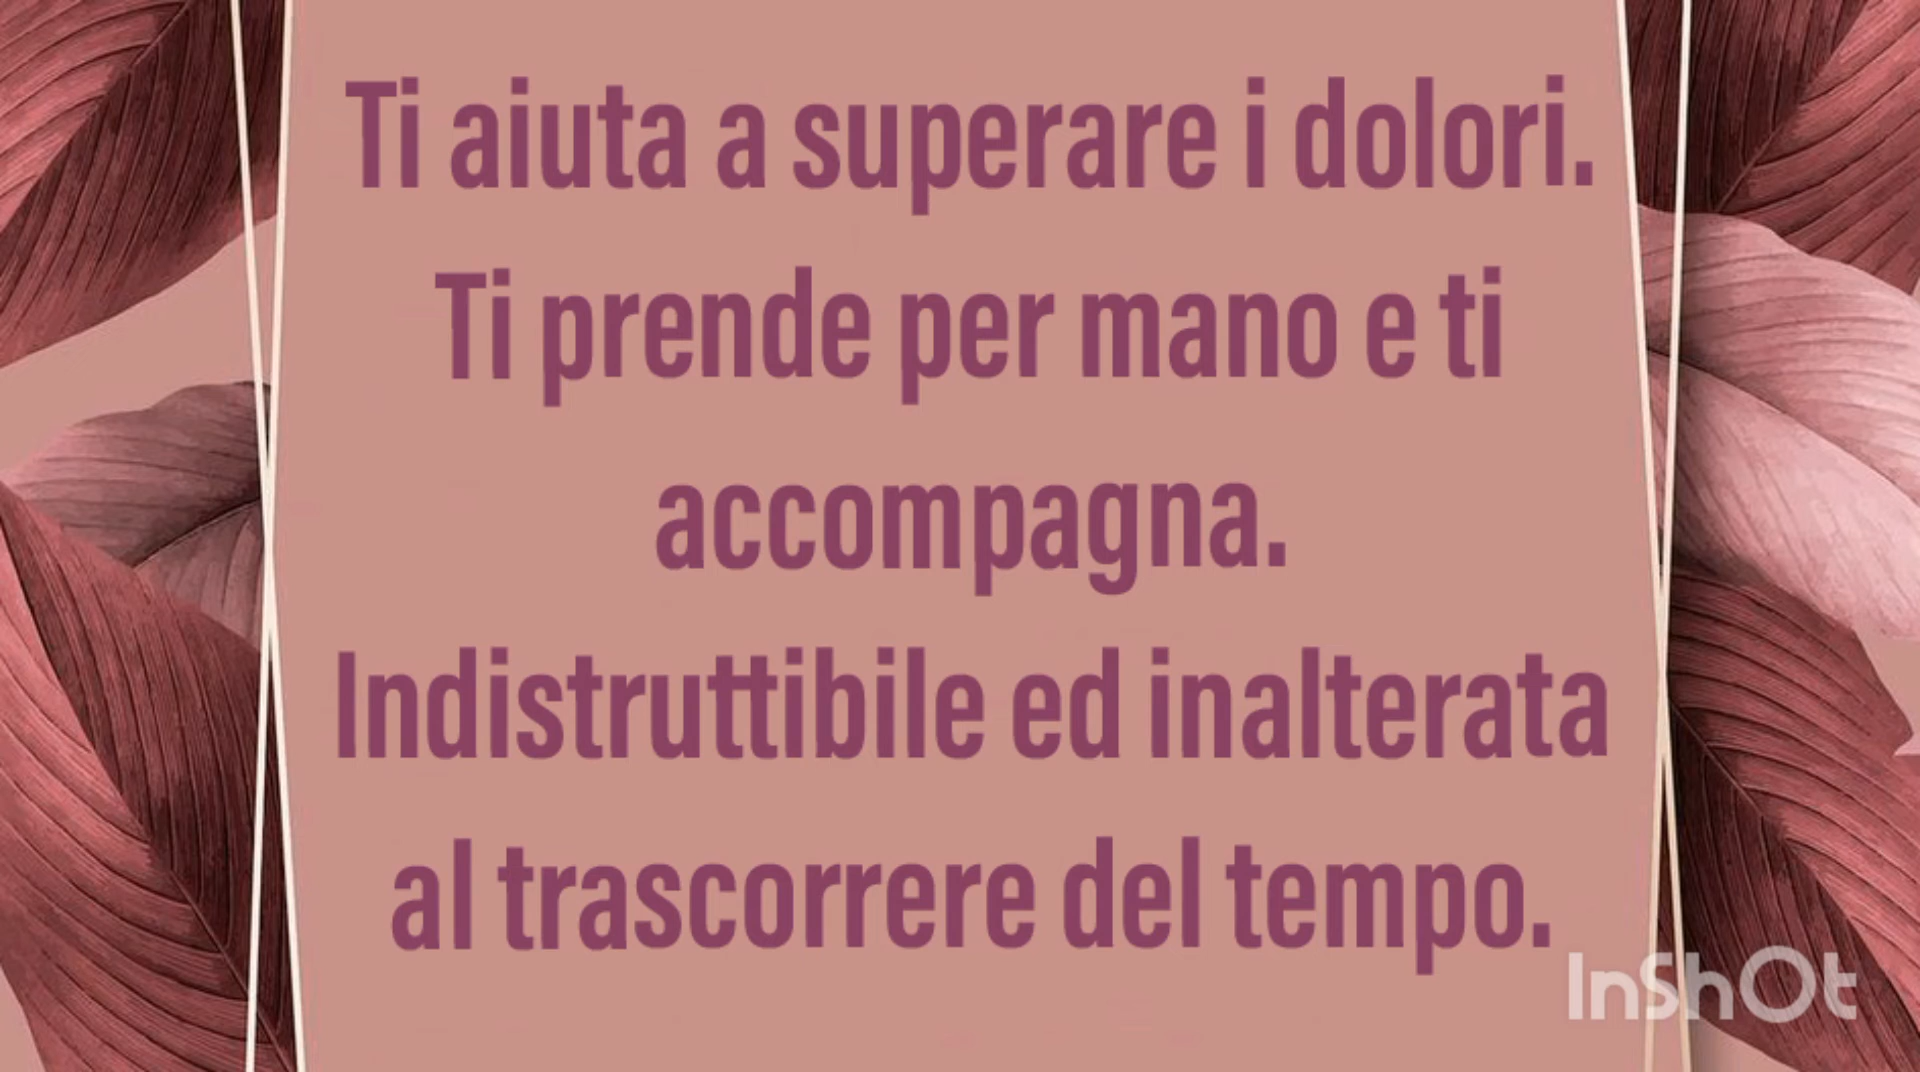 Ti aiuta a superare i dolori.
Ti prende per mano e ti
accompagna.
Indistruttibile ed inalterata
al trascorrere del tempo.
InShOt